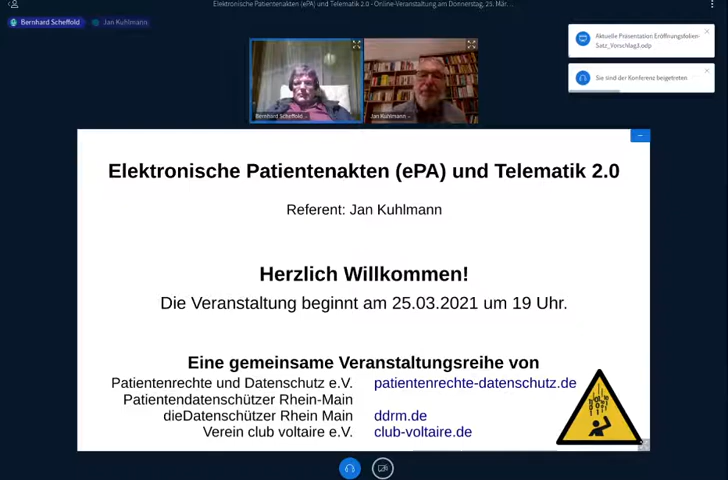 Elektronische Patientenakten (ePA) und Telematik 2.0 - Online-Veranstaltung am Donnerstag, 25. Mär...
Bernhard Scheffold
Jan Kuhlmann
Aktuelle Präsentation Eröffnungsfolien-
Satz_Vorschlag3.odp
Sie sind der Konferenz beigetreten
Bernhard Scheffold
Jan Kuhlmann
Elektronische Patientenakten (ePA) und Telematik 2.0
Referent: Jan Kuhlmann
Herzlich Willkommen!
Die Veranstaltung beginnt am 25.03.2021 um 19 Uhr.
Eine gemeinsame Veranstaltungsreihe von
Patientenrechte und Datenschutz e.V. patientenrechte-datenschutz.de
Patientendatenschützer Rhein-Main
dieDatenschützer Rhein Main ddrm.de
Verein club voltaire e.V. club-voltaire.de